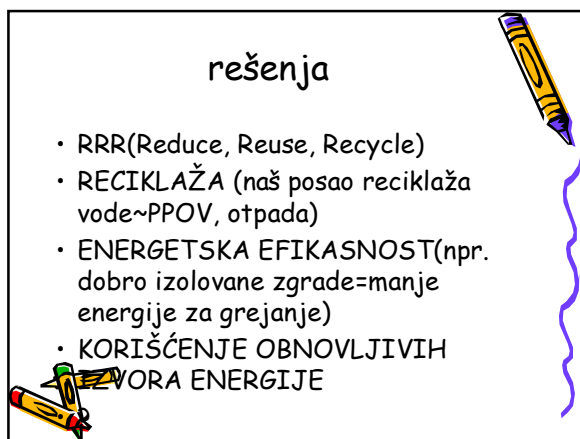 rešenja
• RRR(Reduce, Reuse, Recycle)
• RECIKLAŽA (naš posao reciklaža
vode~PPOV, otpada)
• ENERGETSKA EFIKASNOST(npr.
dobro izolovane zgrade=manje
energije za grejanje)
• KORIŠĆENJE OBNOVLJIVIH
IZVORA ENERGIJE